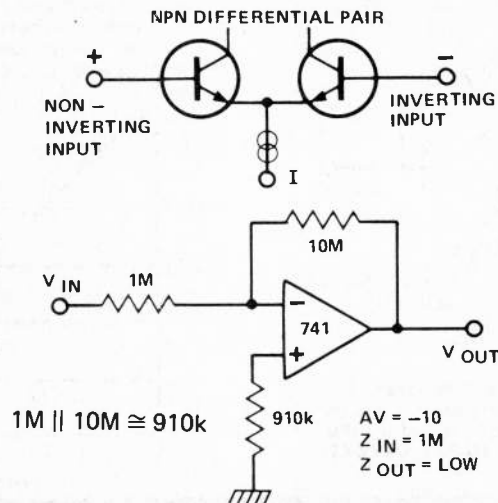 NPN DIFFERENTIAL PAIR
+
−
NON –
INVERTING
INPUT
INVERTING
INPUT
I
10M
V IN
1M
−
741
+
V OUT
910k
1M || 10M ≅ 910k
AV = –10
Z IN = 1M
Z OUT = LOW